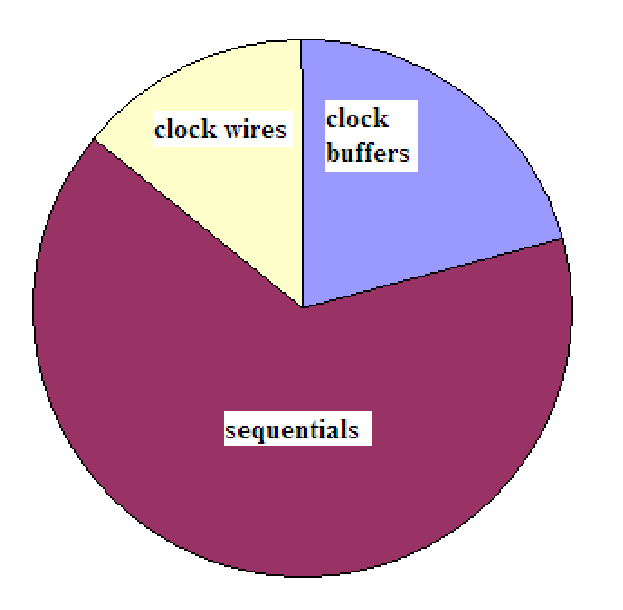 clock wires
clock
buffers
sequentials